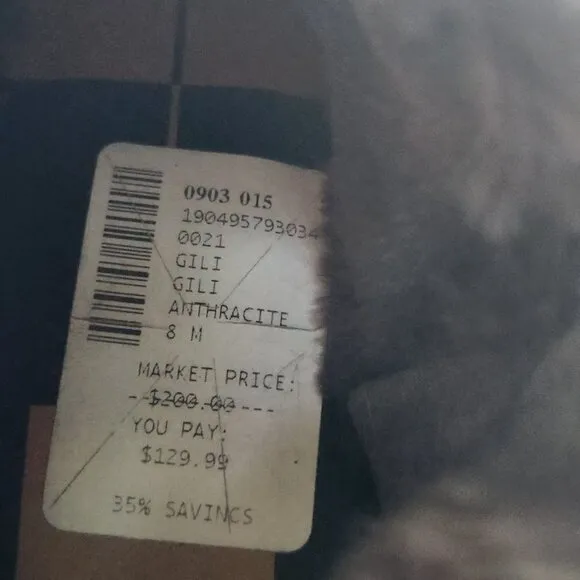 0903 015
190495793034
0021
GILI
GILI
ANTHRACITE
8 M
MARKET PRICE:
--$200.00---
YOU PAY:
$129.99
35% SAVINGS